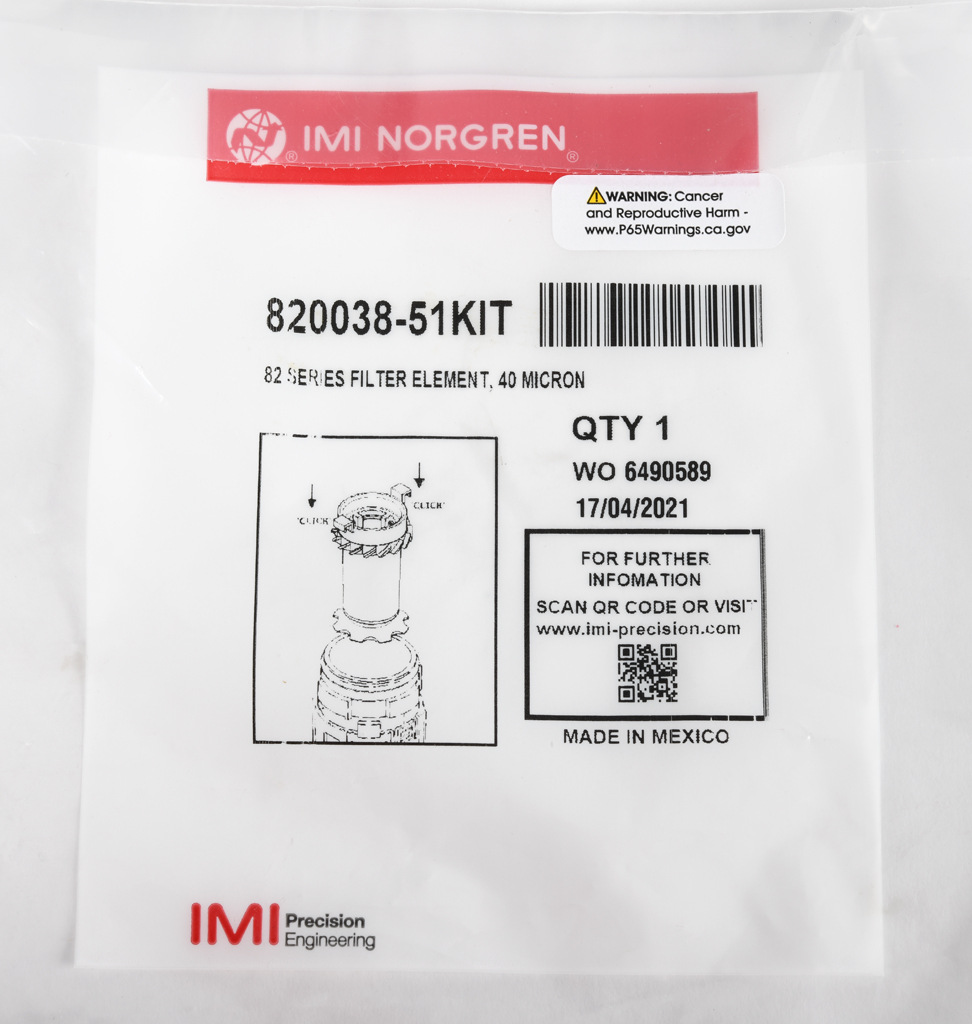 IMI NORGREN
®
®
WARNING: Cancer
and Reproductive Harm -
www.P65Warnings.ca.gov
820038-51KIT
82 SERIES FILTER ELEMENT, 40 MICRON
QTY 1
WO 6490589
17/04/2021
'CLICK'
'CLICK'
FOR FURTHER
INFOMATION
SCAN QR CODE OR VISIT
www.imi-precision.com
MADE IN MEXICO
IMI Precision
Engineering